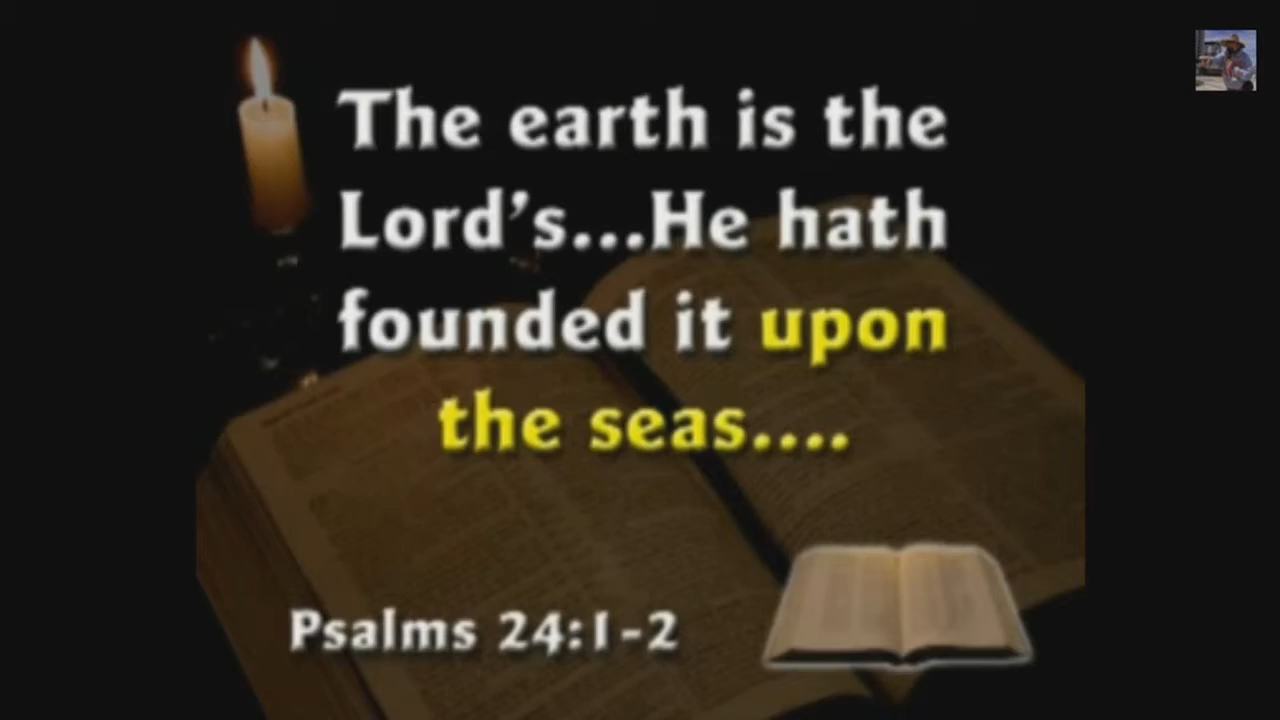 The earth is the
Lord's...He hath
founded it upon
the seas....
Psalms 24:1-2